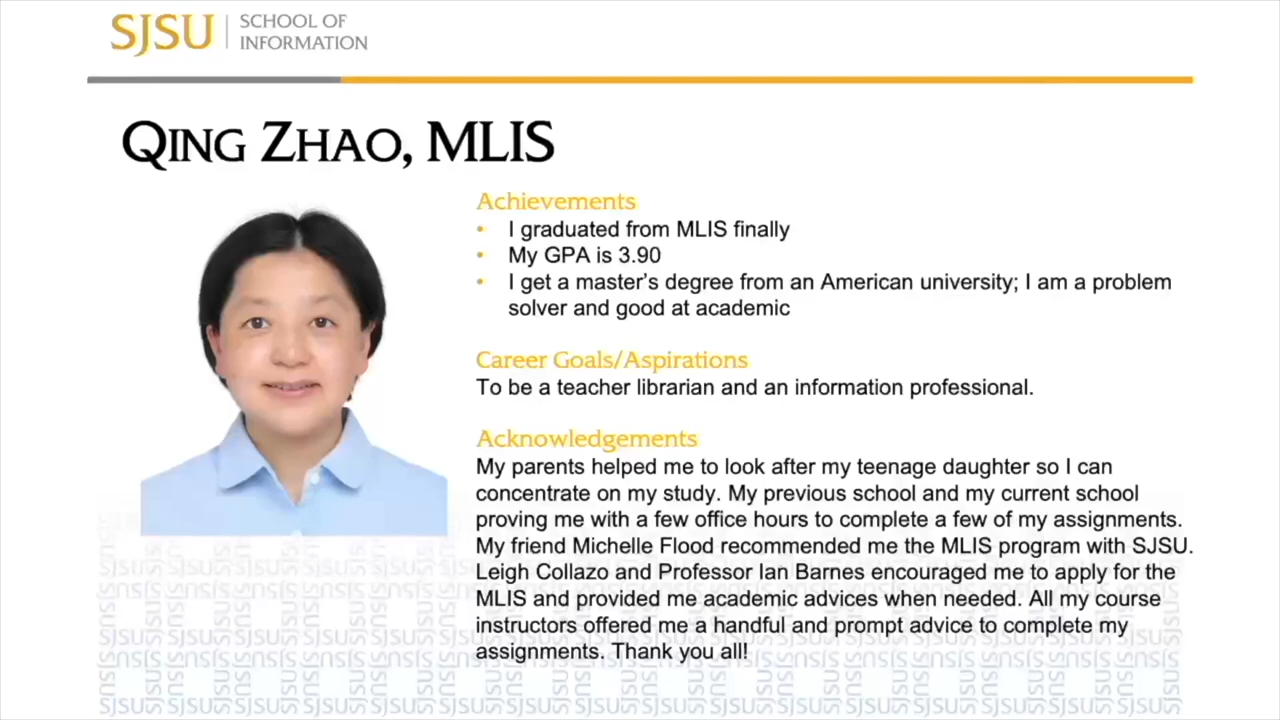 SJSU
SCHOOL OF
INFORMATION
QING ZHAO, MLIS
Achievements
• I graduated from MLIS finally
• My GPA is 3.90
• I get a master's degree from an American university; I am a problem
solver and good at academic
Career Goals/Aspirations
To be a teacher librarian and an information professional.
Acknowledgements
My parents helped me to look after my teenage daughter so I can
concentrate on my study. My previous school and my current school
proving me with a few office hours to complete a few of my assignments.
My friend Michelle Flood recommended me the MLIS program with SJSU.
Leigh Collazo and Professor Ian Barnes encouraged me to apply for the
MLIS and provided me academic advices when needed. All my course
instructors offered me a handful and prompt advice to complete my
assignments. Thank you all!